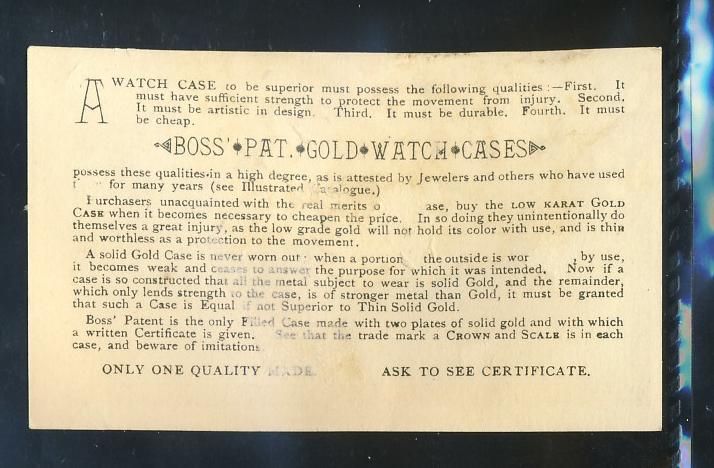 A WATCH CASE to be superior must possess the following qualities :—First. It
must have sufficient strength to protect the movement from injury. Second.
It must be artistic in design. Third. It must be durable. Fourth. It must
be cheap.
BOSS' PAT. GOLD WATCH CASES
possess these qualities in a high degree, as is attested by Jewelers and others who have used
for many years (see Illustrated Catalogue.)
Purchasers unacquainted with the real merits o ase, buy the LOW KARAT GOLD
CASE when it becomes necessary to cheapen the price. In so doing they unintentionally do
themselves a great injury, as the low grade gold will not hold its color with use, and is thin
and worthless as a protection to the movement.
A solid Gold Case is never worn out: when a portion the outside is wor , by use,
it becomes weak and ceases to answer the purpose for which it was intended. Now if a
case is so constructed that all the metal subject to wear is solid Gold, and the remainder,
which only lends strength to the case, is of stronger metal than Gold, it must be granted
that such a Case is Equal if not Superior to Thin Solid Gold.
Boss' Patent is the only Filled Case made with two plates of solid gold and with which
a written Certificate is given. See that the trade mark a CROWN and SCALE is in each
case, and beware of imitations
ONLY ONE QUALITY MADE. ASK TO SEE CERTIFICATE.